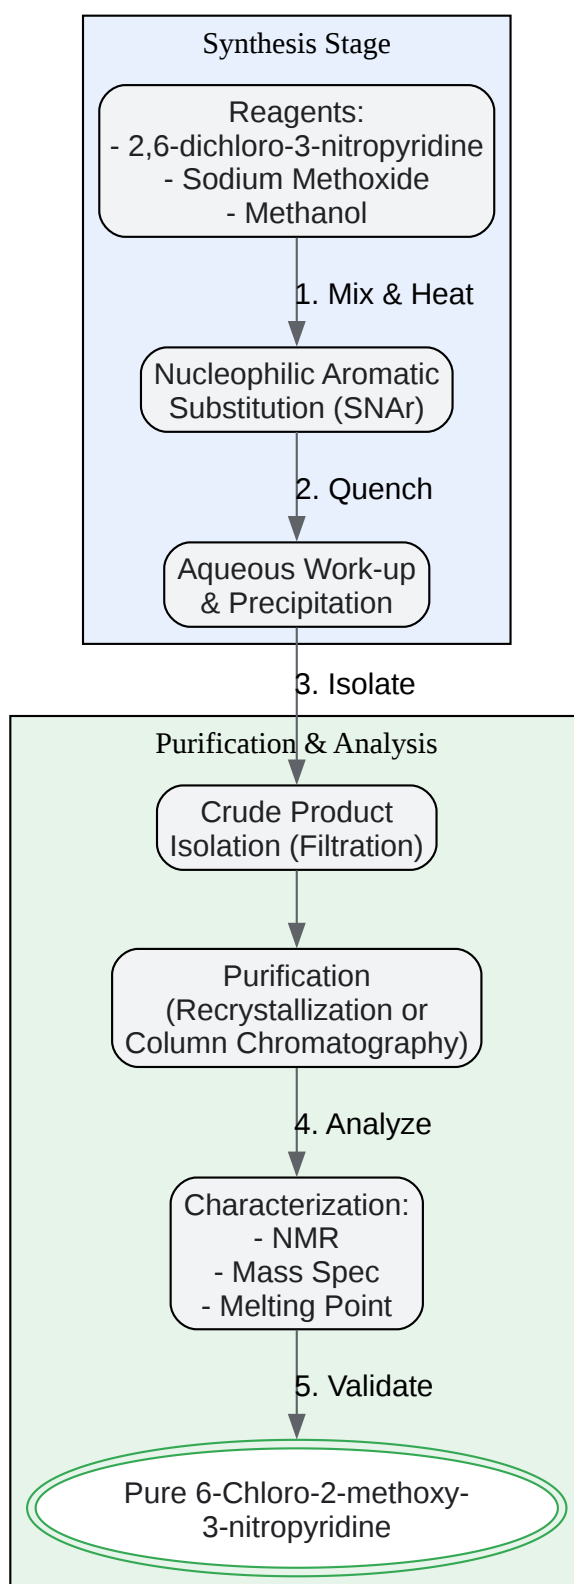 Synthesis Stage
Reagents:
- 2,6-dichloro-3-nitropyridine
- Sodium Methoxide
- Methanol
1. Mix & Heat
Nucleophilic Aromatic
Substitution (SNAr)
2. Quench
Aqueous Work-up
& Precipitation
3. Isolate
Purification & Analysis
Crude Product
Isolation (Filtration)
Purification
(Recrystallization or
Column Chromatography)
4. Analyze
Characterization:
- NMR
- Mass Spec
- Melting Point
5. Validate
Pure 6-Chloro-2-methoxy-
3-nitropyridine